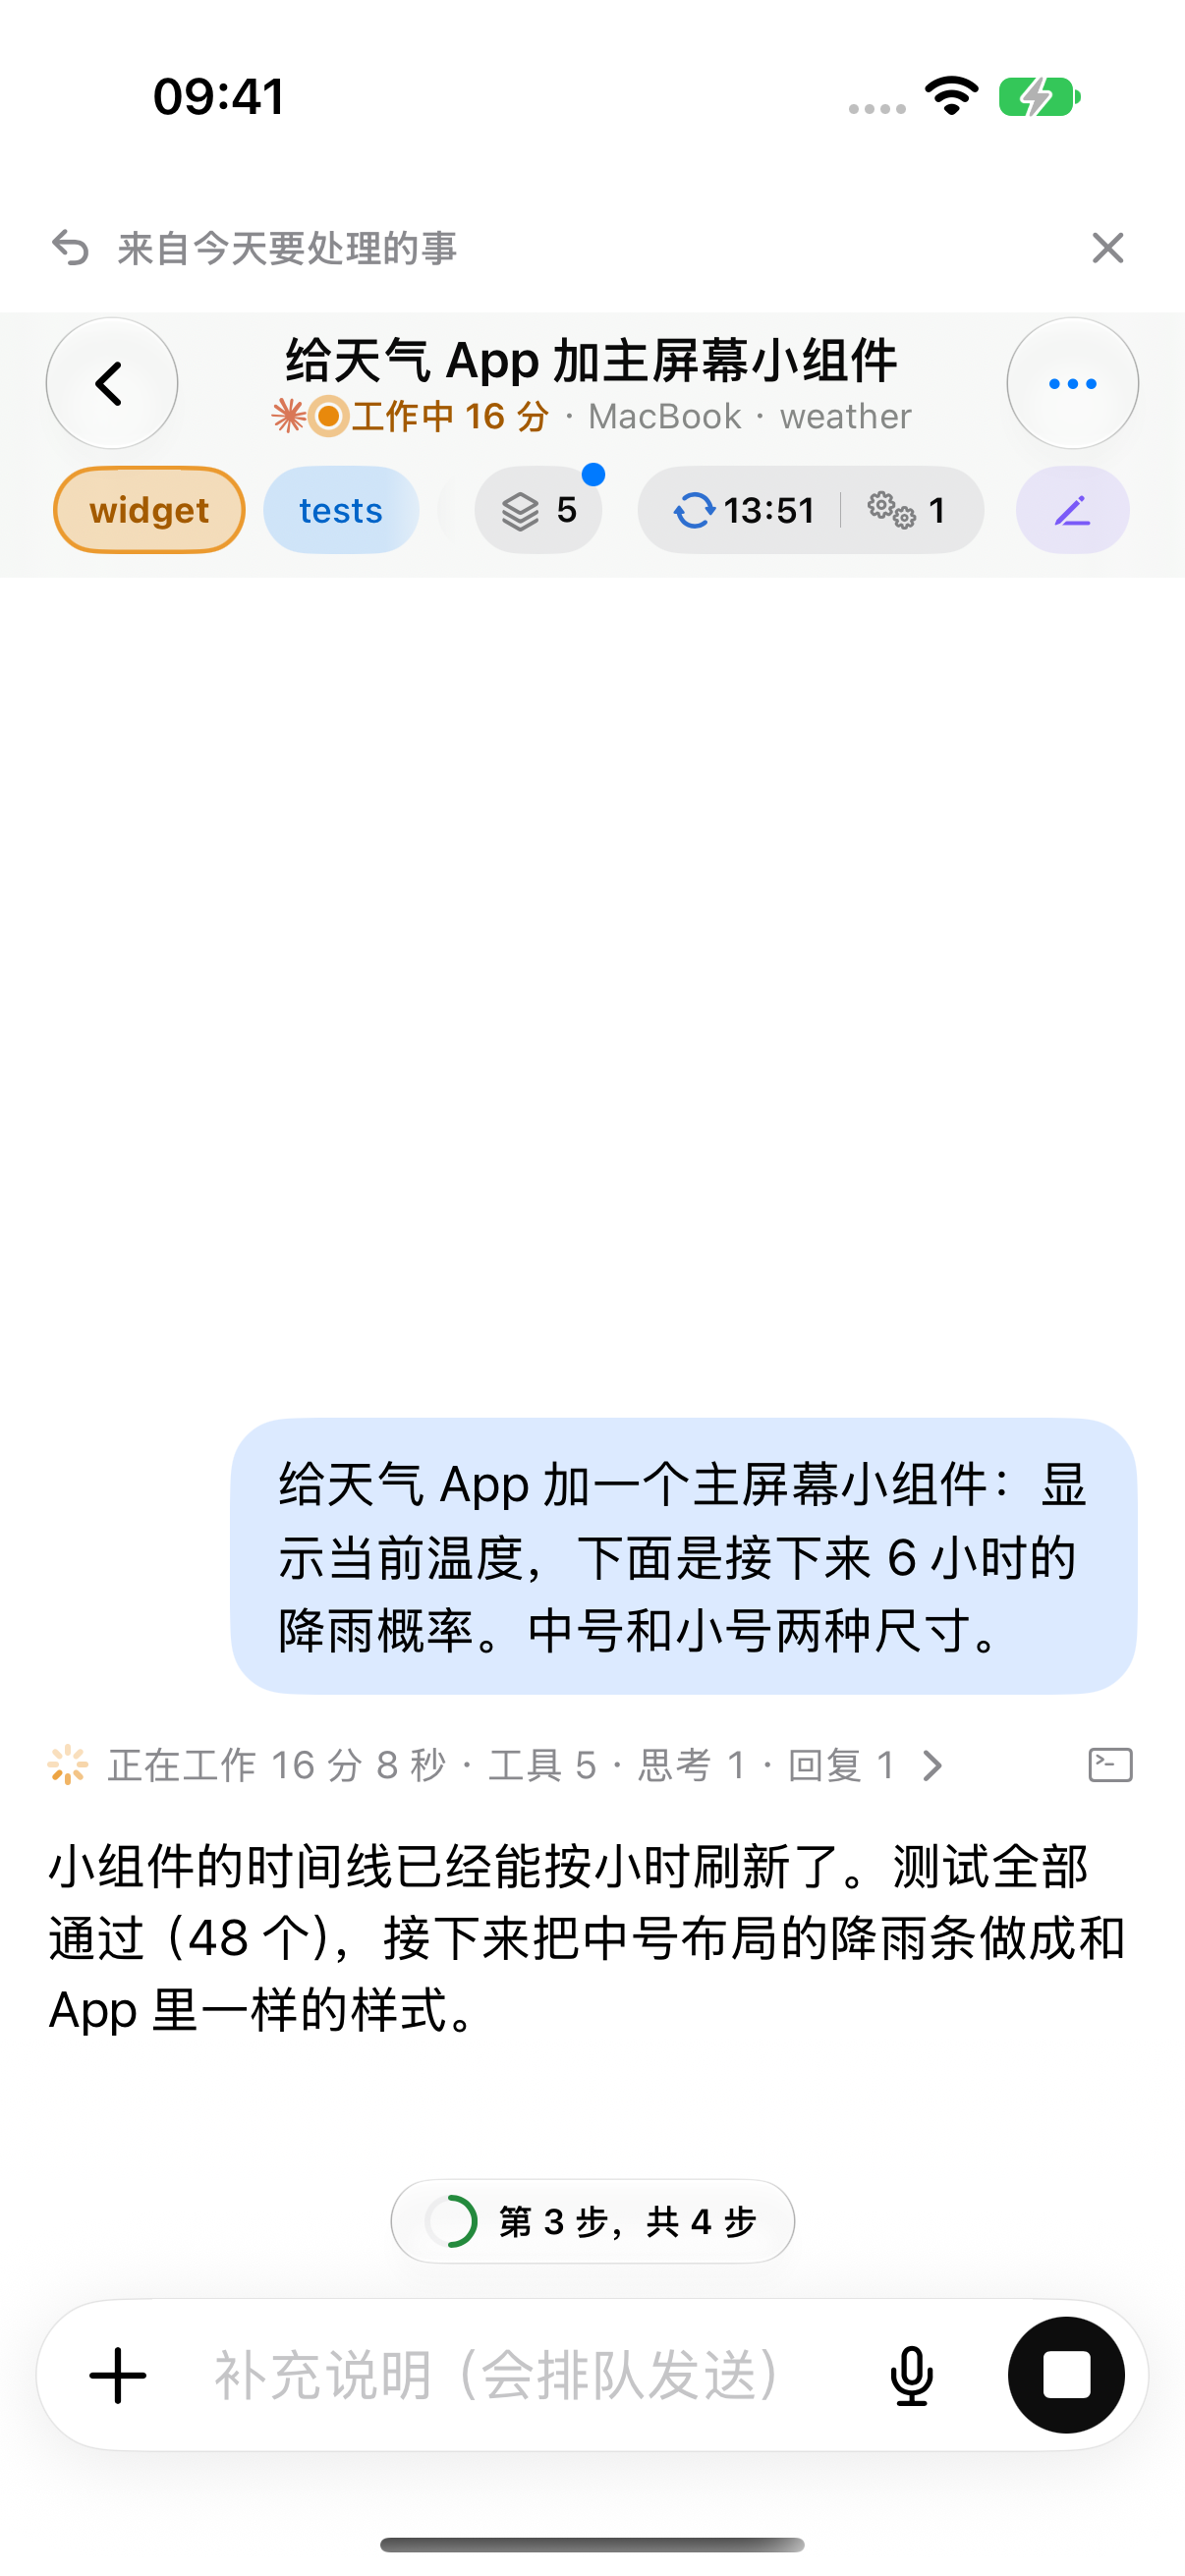 09:41
来自今天要处理的事
给天气 App 加主屏幕小组件
工作中 16 分 · MacBook · weather
widget tests 5 13:51 1
给天气 App 加一个主屏幕小组件：显
示当前温度，下面是接下来 6 小时的
降雨概率。中号和小号两种尺寸。
正在工作 16 分 8 秒 · 工具 5 · 思考 1 · 回复 1
小组件的时间线已经能按小时刷新了。测试全部
通过（48 个），接下来把中号布局的降雨条做成和
App 里一样的样式。
第 3 步，共 4 步
补充说明（会排队发送）